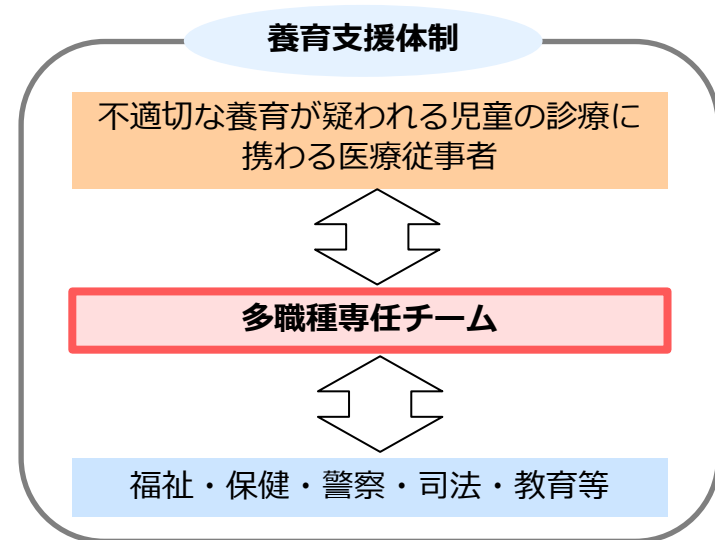 養育支援体制
不適切な養育が疑われる児童の診療に
携わる医療従事者
多職種専任チーム
福祉・保健・警察・司法・教育等